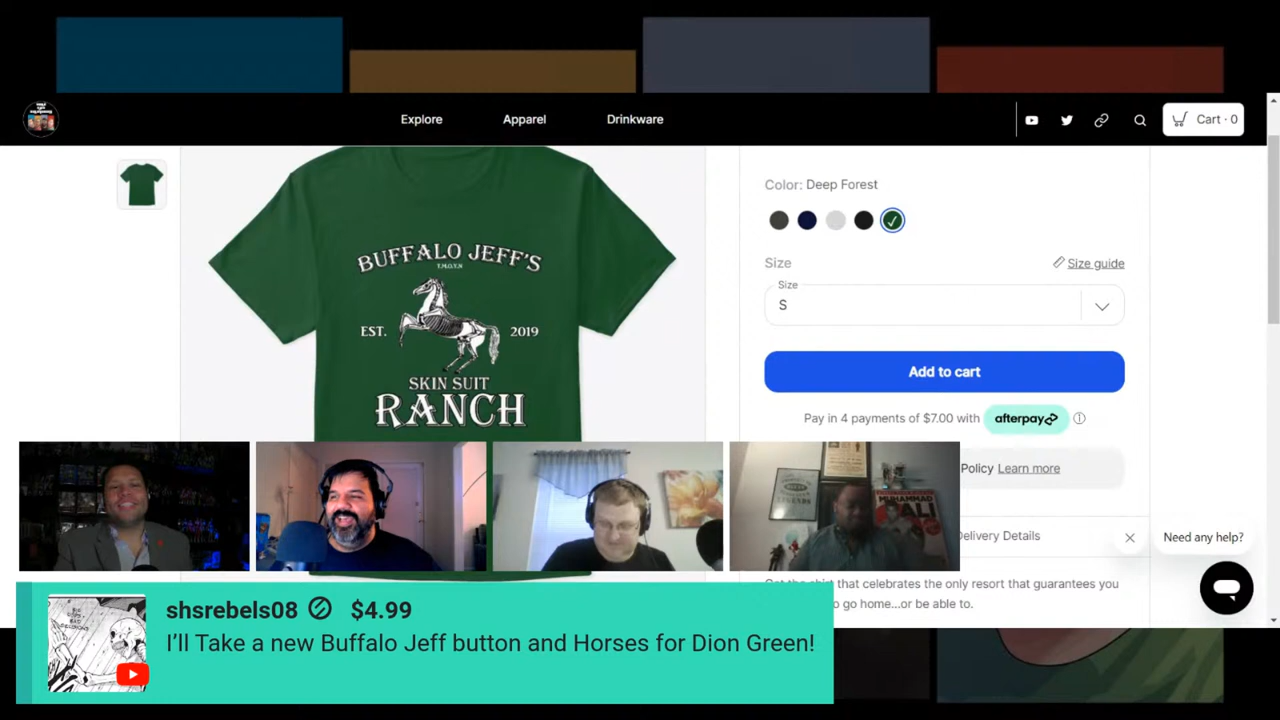 Explore
Apparel
Drinkware
Cart · 0
Color: Deep Forest
Size
Size guide
Size
S
Add to cart
Pay in 4 payments of $7.00 with afterpay
Policy Learn more
Delivery Details
Need any help?
that celebrates the only resort that guarantees you
go home...or be able to.
BUFFALO JEFF'S
EST.
2019
SKIN SUIT
RANCH
MUHAMMAD
ALI
shsrebels08 $4.99
I'll Take a new Buffalo Jeff button and Horses for Dion Green!